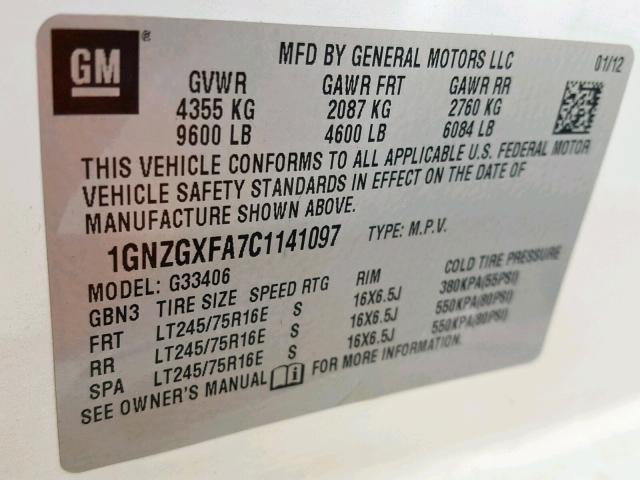 GM
MFD BY GENERAL MOTORS LLC 01/12
GVWR GAWR FRT GAWR RR
4355 KG 2087 KG 2760 KG
9600 LB 4600 LB 6084 LB
THIS VEHICLE CONFORMS TO ALL APPLICABLE U.S. FEDERAL MOTOR
VEHICLE SAFETY STANDARDS IN EFFECT ON THE DATE OF
MANUFACTURE SHOWN ABOVE.
1GNZGXFA7C1141097 TYPE: M.P.V.
MODEL: G33406
GBN3 TIRE SIZE SPEED RTG RIM COLD TIRE PRESSURE
FRT LT245/75R16E S 16X6.5J 380KPA(55PSI)
RR LT245/75R16E S 16X6.5J 550KPA(80PSI)
SPA LT245/75R16E S 16X6.5J 550KPA(80PSI)
SEE OWNER'S MANUAL i FOR MORE INFORMATION.